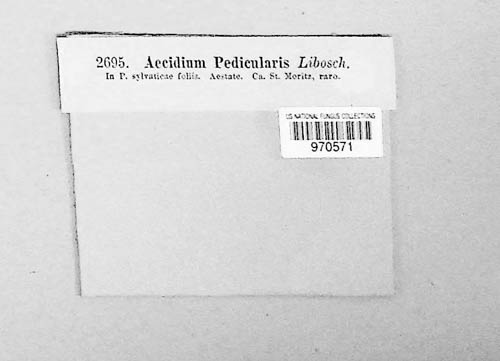 2695. Aecidium Pedicularis Libosch.
In P. sylvaticae foliis. Aestate. Ca. St. Moritz, raro.
US NATIONAL FUNGUS COLLECTIONS
970571